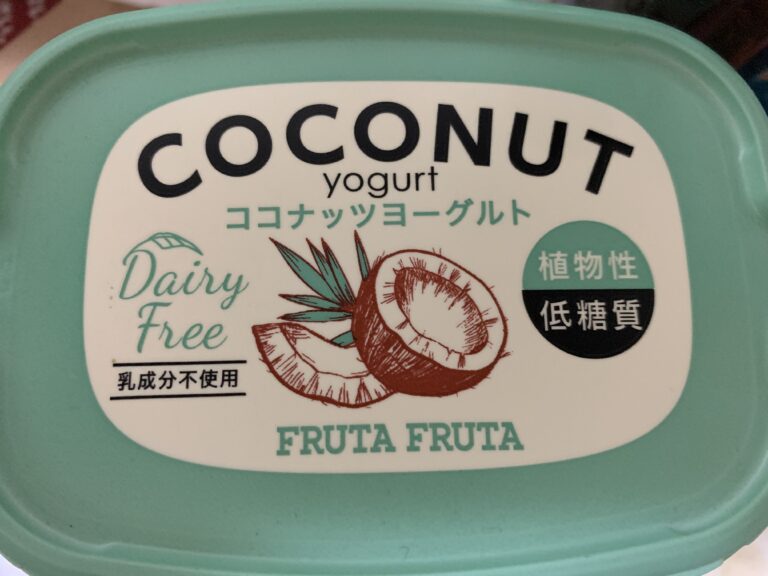 COCONUT
yogurt
ココナッツヨーグルト
Dairy
Free
乳成分不使用
植物性
低糖質
FRUTA FRUTA